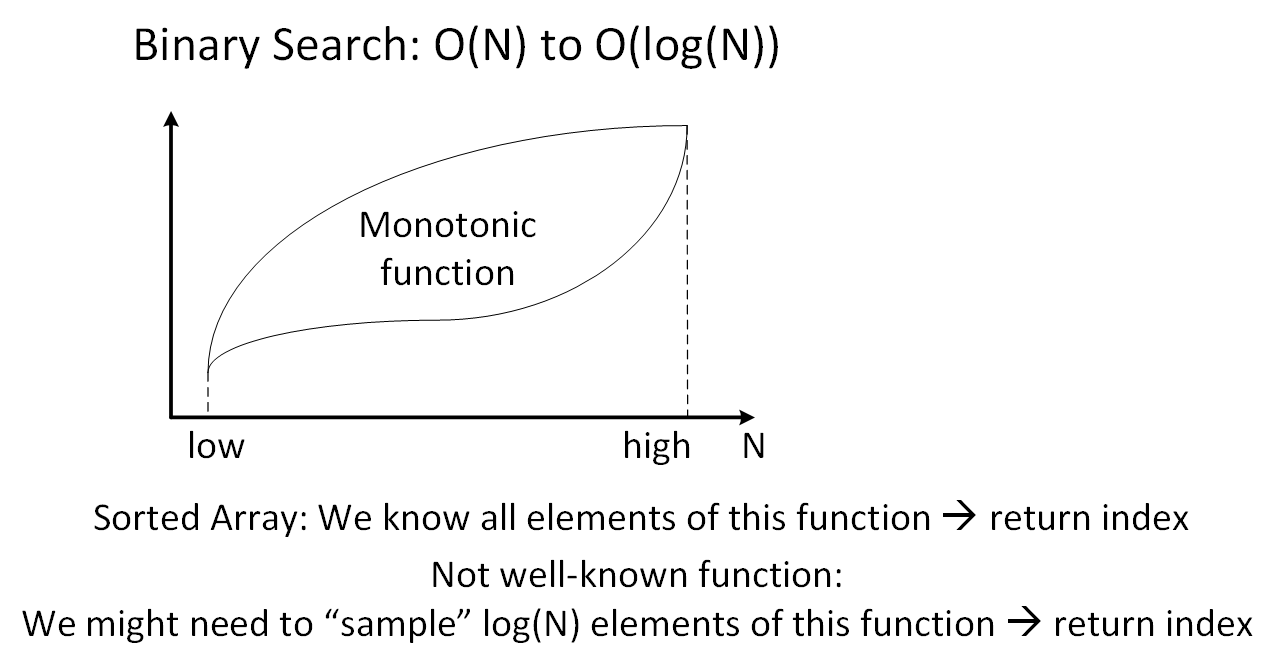 Binary Search: O(N) to O(log(N))
Monotonic
function
low
high
N
Sorted Array: We know all elements of this function → return index
Not well-known function:
We might need to “sample” log(N) elements of this function → return index